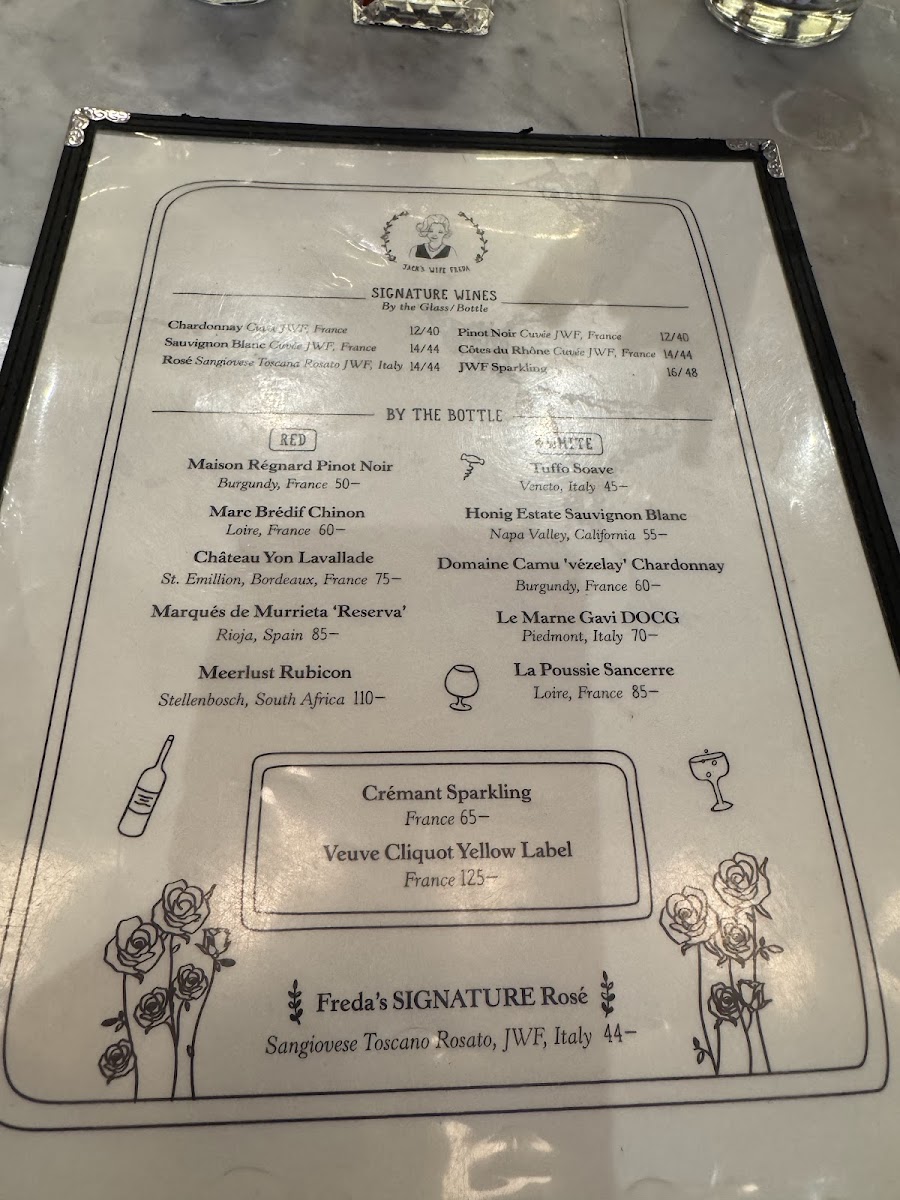 JACK'S WIFE FREDA
SIGNATURE WINES
By the Glass/Bottle
Chardonnay Cuvée JWF, France 12/40
Sauvignon Blanc Cuvée JWF, France 14/44
Rosé Sangiovese Toscana Rosato JWF, Italy 14/44
Pinot Noir Cuvée JWF, France 12/40
Côtes du Rhône Cuvée JWF, France 14/44
JWF Sparkling 16/48
BY THE BOTTLE
RED
Maison Régnard Pinot Noir
Burgundy, France 50—
Marc Brédif Chinon
Loire, France 60—
Château Yon Lavallade
St. Emillion, Bordeaux, France 75—
Marqués de Murrieta ‘Reserva’
Rioja, Spain 85—
Meerlust Rubicon
Stellenbosch, South Africa 110—
WHITE
Tuffo Soave
Veneto, Italy 45—
Honig Estate Sauvignon Blanc
Napa Valley, California 55—
Domaine Camu 'vézelay' Chardonnay
Burgundy, France 60—
Le Marne Gavi DOCG
Piedmont, Italy 70—
La Poussie Sancerre
Loire, France 85—
Crémant Sparkling
France 65—
Veuve Cliquot Yellow Label
France 125—
Freda's SIGNATURE Rosé
Sangiovese Toscano Rosato, JWF, Italy 44—